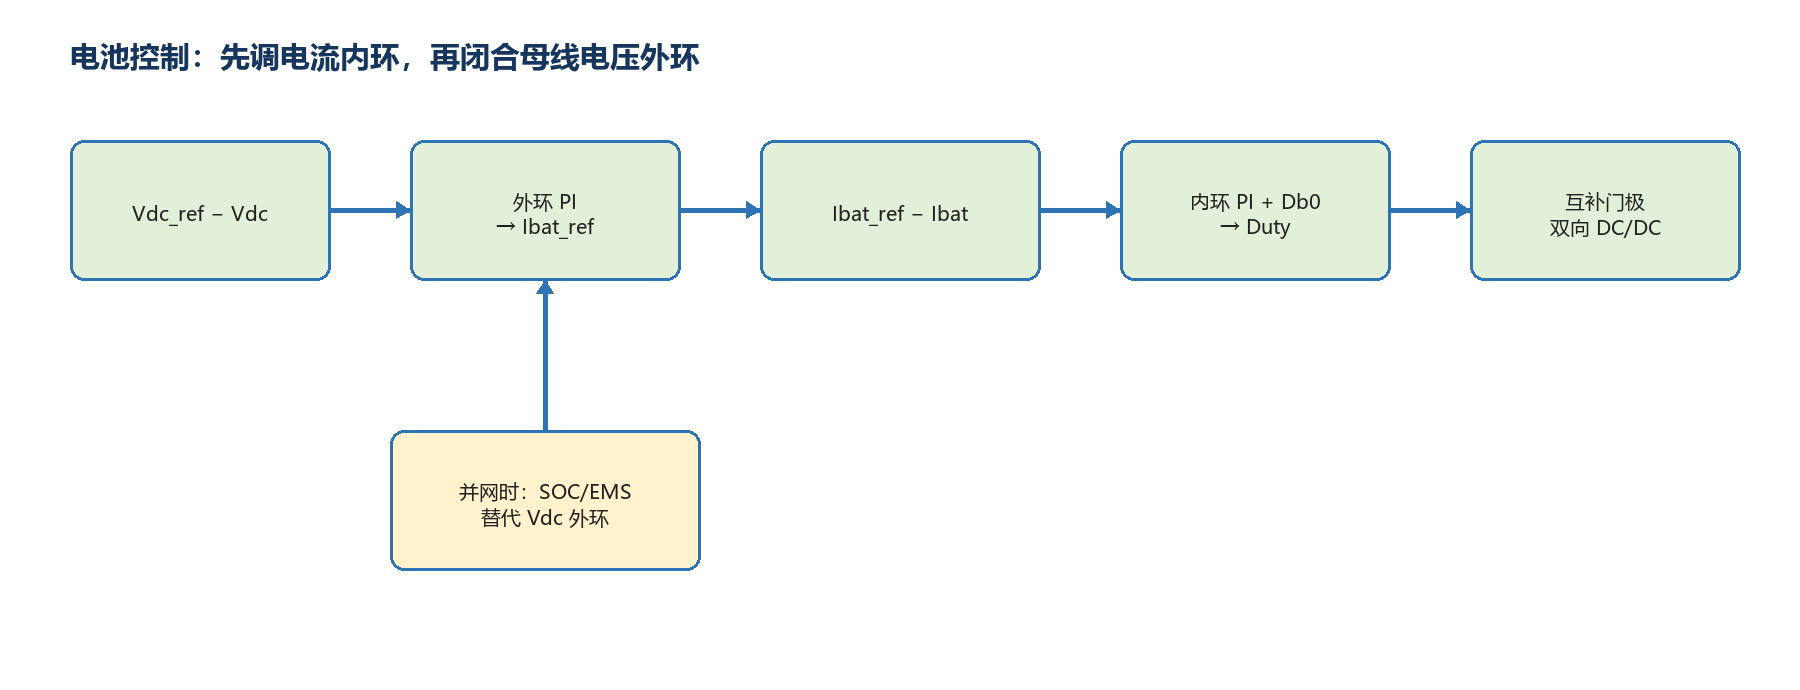 电池控制：先调电流内环，再闭合母线电压外环
Vdc_ref − Vdc
外环 PI
→ Ibat_ref
Ibat_ref − Ibat
内环 PI + Db0
→ Duty
互补门极
双向 DC/DC
并网时：SOC/EMS
替代 Vdc 外环